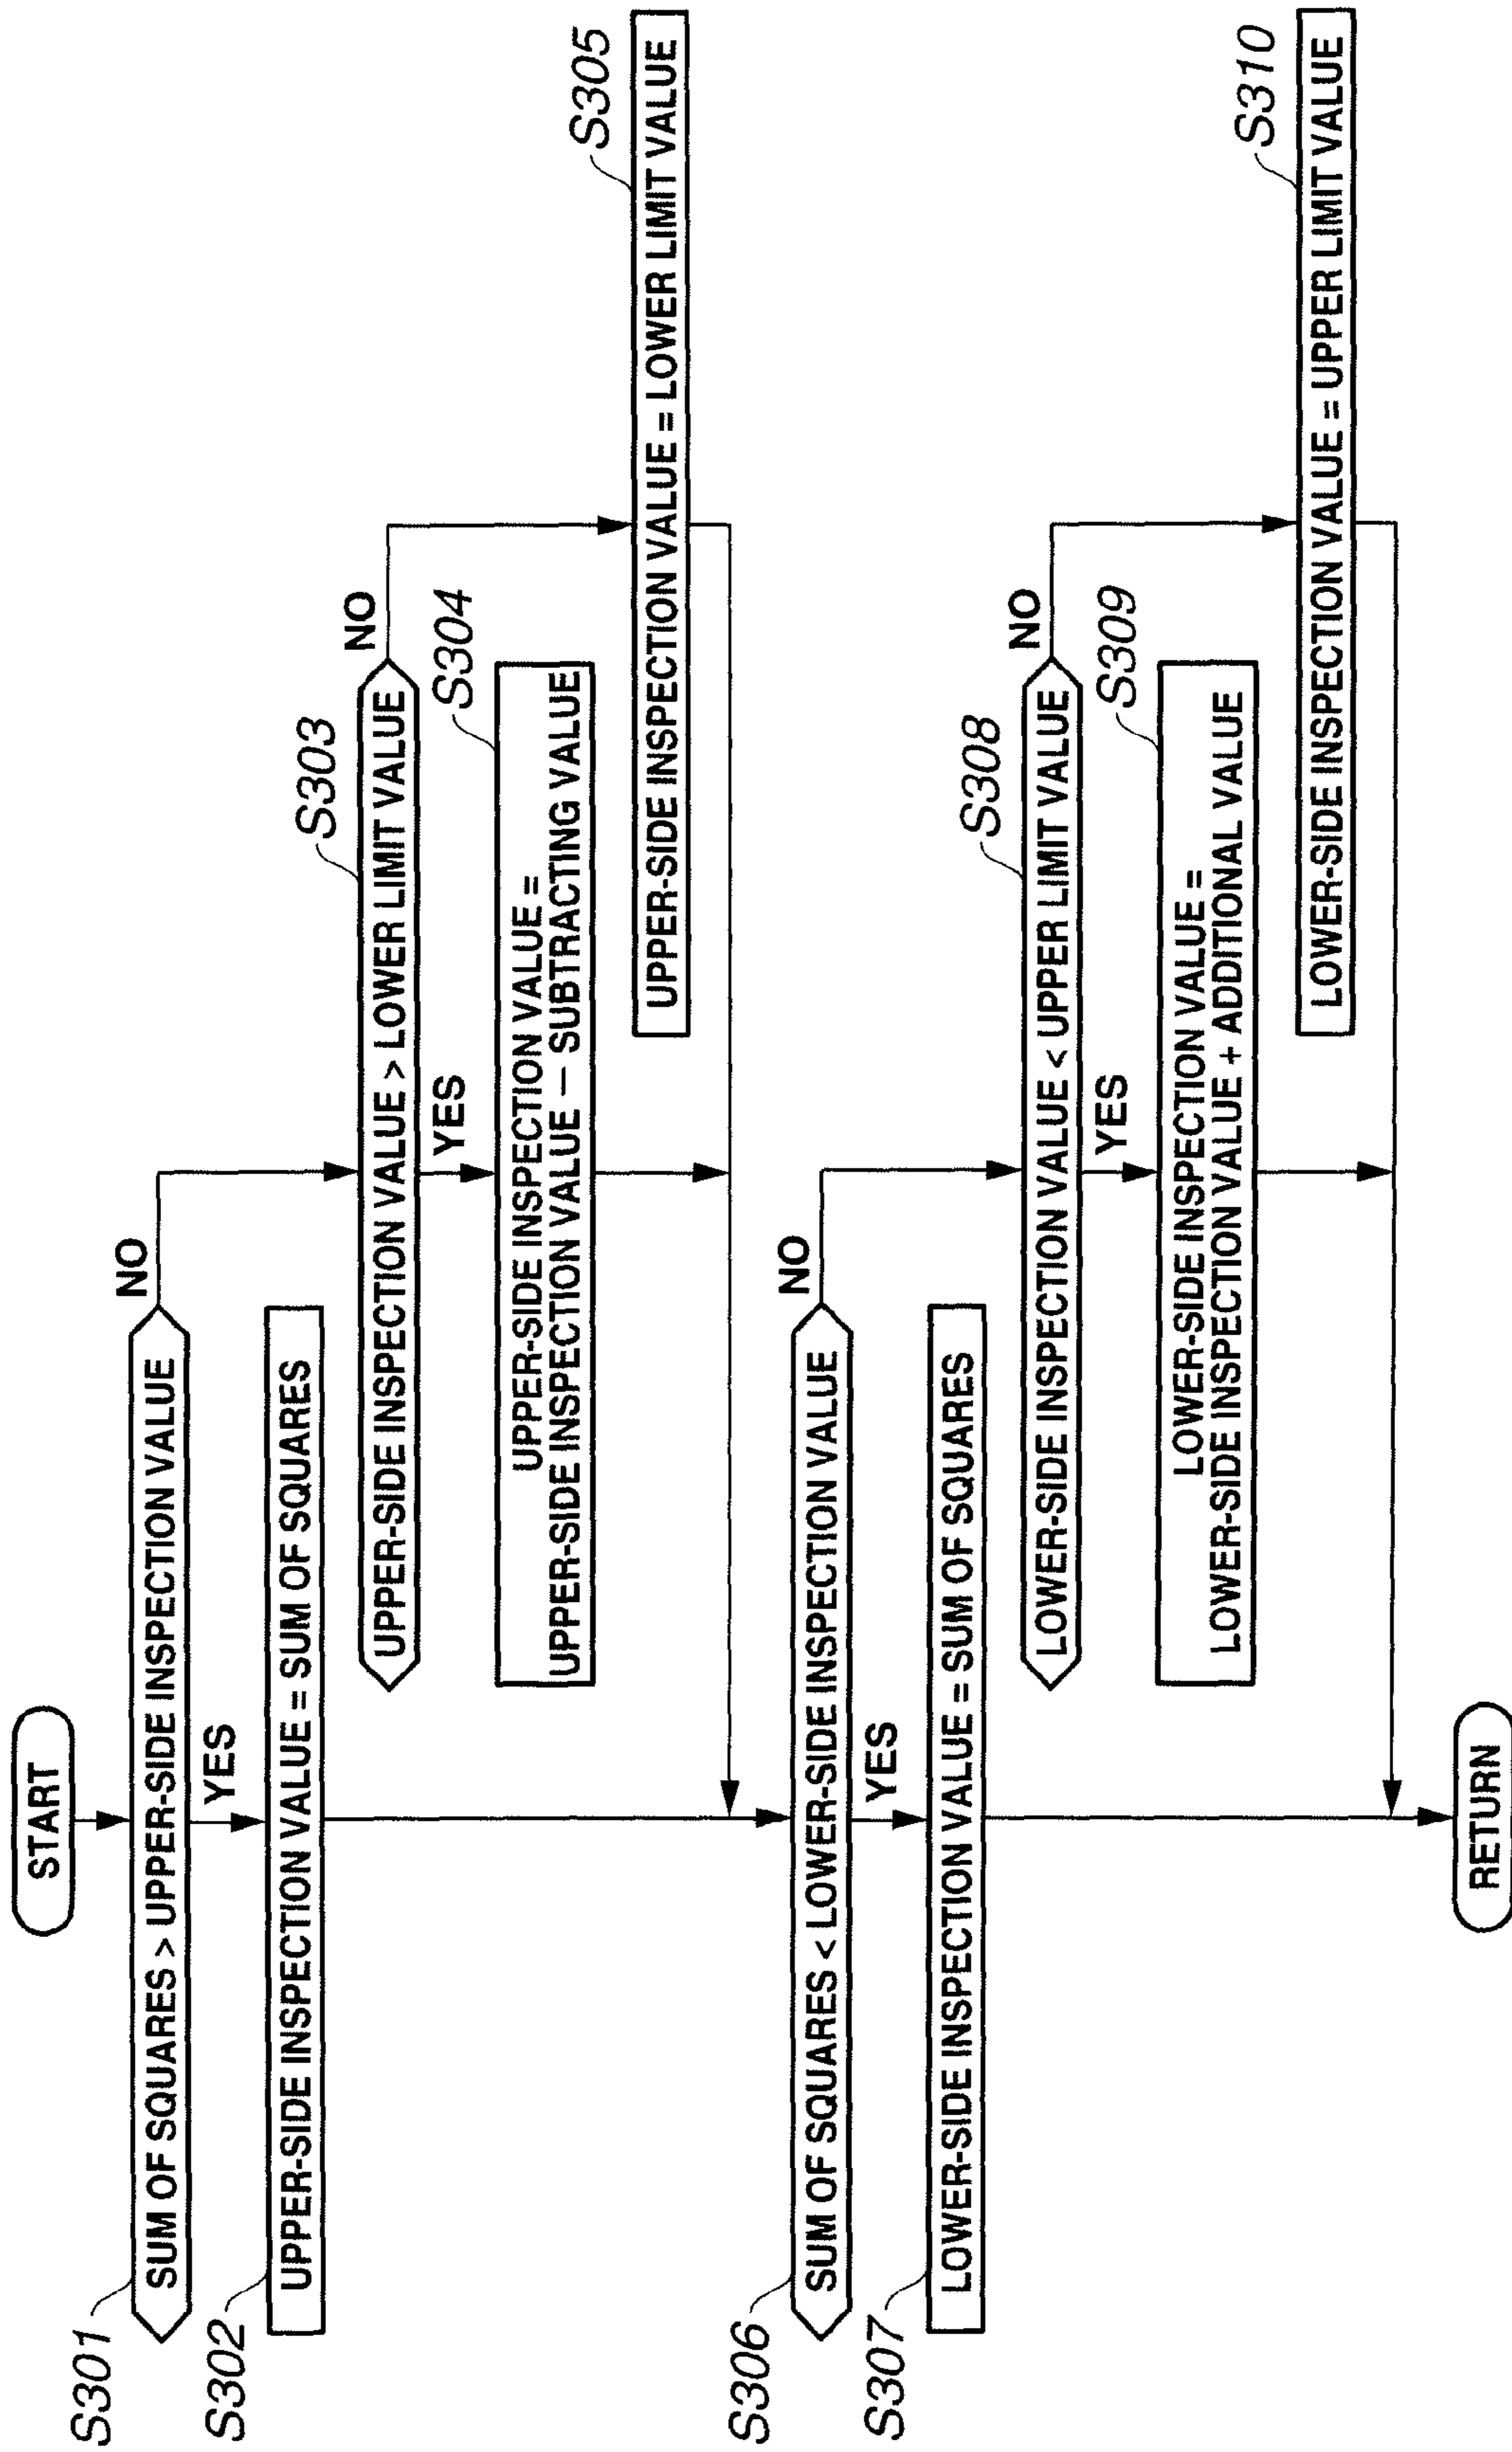 START
S301
SUM OF SQUARES > UPPER-SIDE INSPECTION VALUE
NO
YES
S302
UPPER-SIDE INSPECTION VALUE = SUM OF SQUARES
S303
UPPER-SIDE INSPECTION VALUE > LOWER LIMIT VALUE
NO
YES
S304
UPPER-SIDE INSPECTION VALUE =
UPPER-SIDE INSPECTION VALUE — SUBTRACTING VALUE
S305
UPPER-SIDE INSPECTION VALUE = LOWER LIMIT VALUE
S306
SUM OF SQUARES < LOWER-SIDE INSPECTION VALUE
NO
YES
S307
LOWER-SIDE INSPECTION VALUE = SUM OF SQUARES
S308
LOWER-SIDE INSPECTION VALUE < UPPER LIMIT VALUE
NO
YES
S309
LOWER-SIDE INSPECTION VALUE =
LOWER-SIDE INSPECTION VALUE + ADDITIONAL VALUE
S310
LOWER-SIDE INSPECTION VALUE = UPPER LIMIT VALUE
RETURN